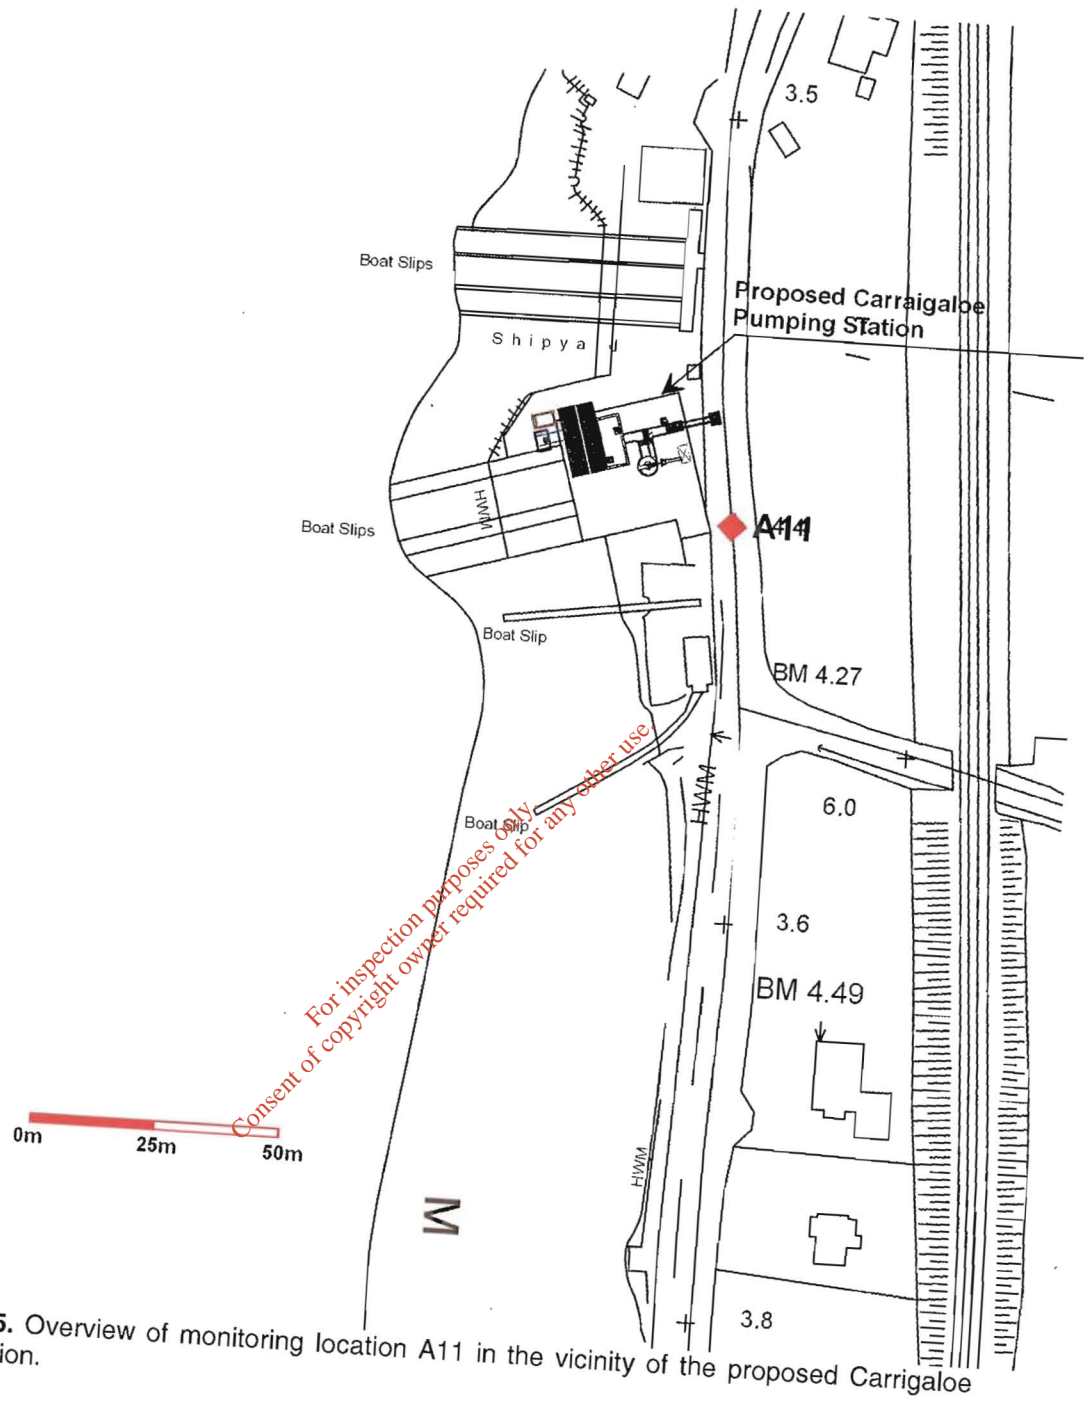 3.5
Boat Slips
Proposed Carraigaloe
Pumping Station
Shipya
HWM
Boat Slips
A11
Boat Slip
BM 4.27
HWM
6.0
Boat Slip
3.6
BM 4.49
For inspection purposes only.
Consent of copyright owner required for any other use.
0m 25m 50m
HWM
M
3.8
5. Overview of monitoring location A11 in the vicinity of the proposed Carrigaloe
ion.